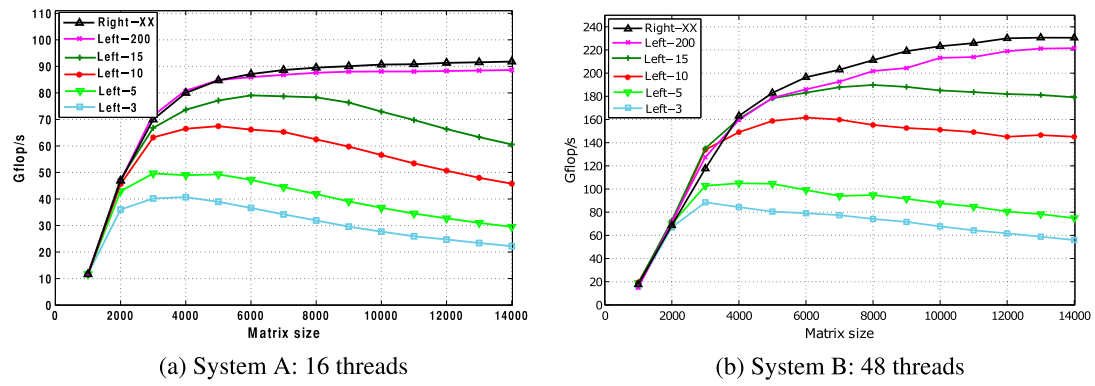 110
100
90
80
70
60
50
40
30
20
10
0
Gflop/s
Right-XX
Left-200
Left-15
Left-10
Left-5
Left-3
0 2000 4000 6000 8000 10000 12000 14000
Matrix size
(a) System A: 16 threads
240
220
200
180
160
140
120
100
80
60
40
20
0
Gflop/s
Right-XX
Left-200
Left-15
Left-10
Left-5
Left-3
0 2000 4000 6000 8000 10000 12000 14000
Matrix size
(b) System B: 48 threads